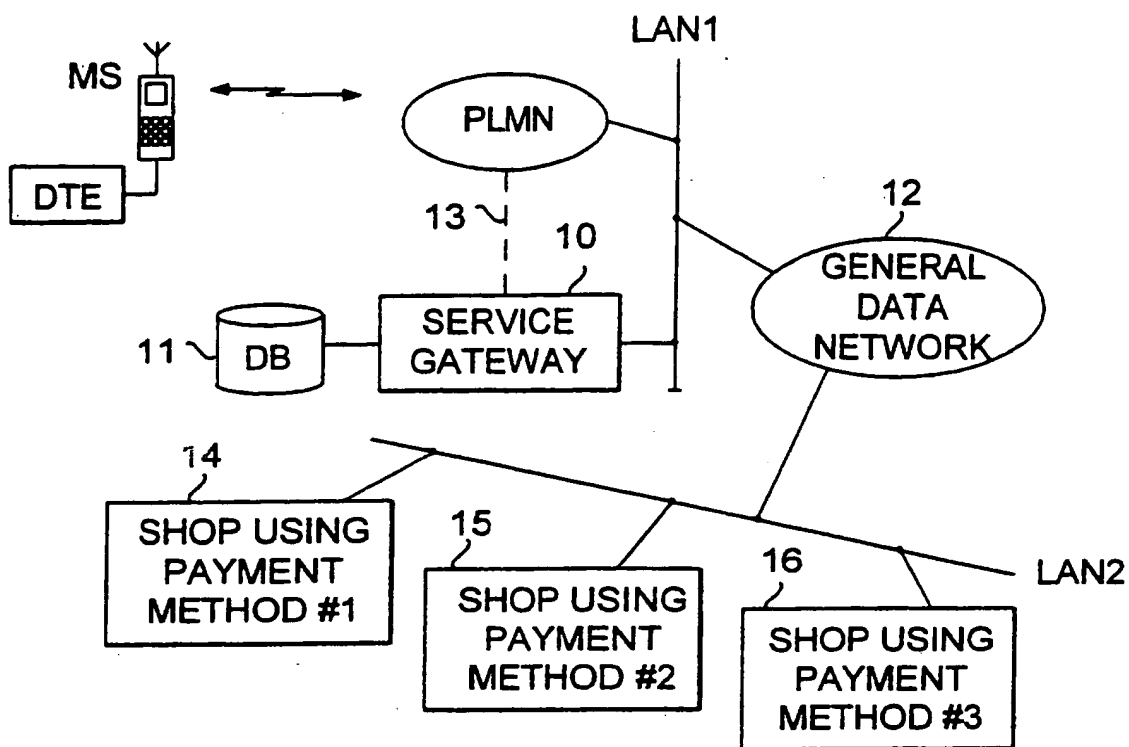 LAN1
MS
PLMN
DTE
13
10
12
GENERAL
DATA
NETWORK
SERVICE
GATEWAY
11
DB
14
SHOP USING
PAYMENT
METHOD #1
15
SHOP USING
PAYMENT
METHOD #2
16
SHOP USING
PAYMENT
METHOD #3
LAN2